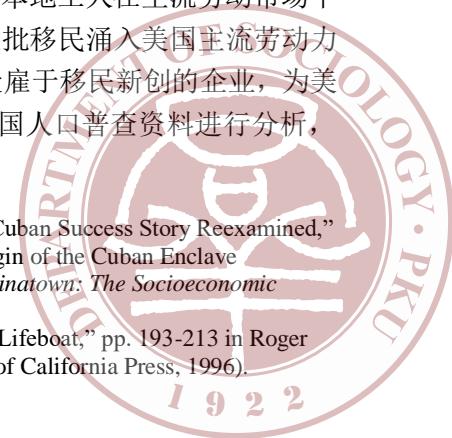 本地工人在主流劳动市场中
批移民涌入美国主流劳动力
雇于移民新创的企业，为美
国人口普查资料进行分析，
Cuban Success Story Reexamined,”
gin of the Cuban Enclave
inatown: The Socioeconomic
Lifeboat,” pp. 193-213 in Roger
of California Press, 1996).
DEPARTMENT OF SOCIOLOGY · PKU
1922